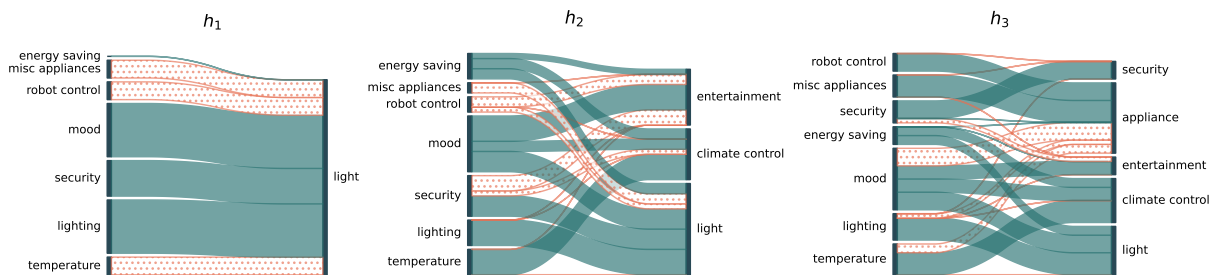 h1
energy saving
misc appliances
robot control
mood
security
lighting
temperature
light
h2
energy saving
misc appliances
robot control
mood
security
lighting
temperature
entertainment
climate control
light
h3
robot control
misc appliances
security
energy saving
mood
lighting
temperature
security
appliance
entertainment
climate control
light